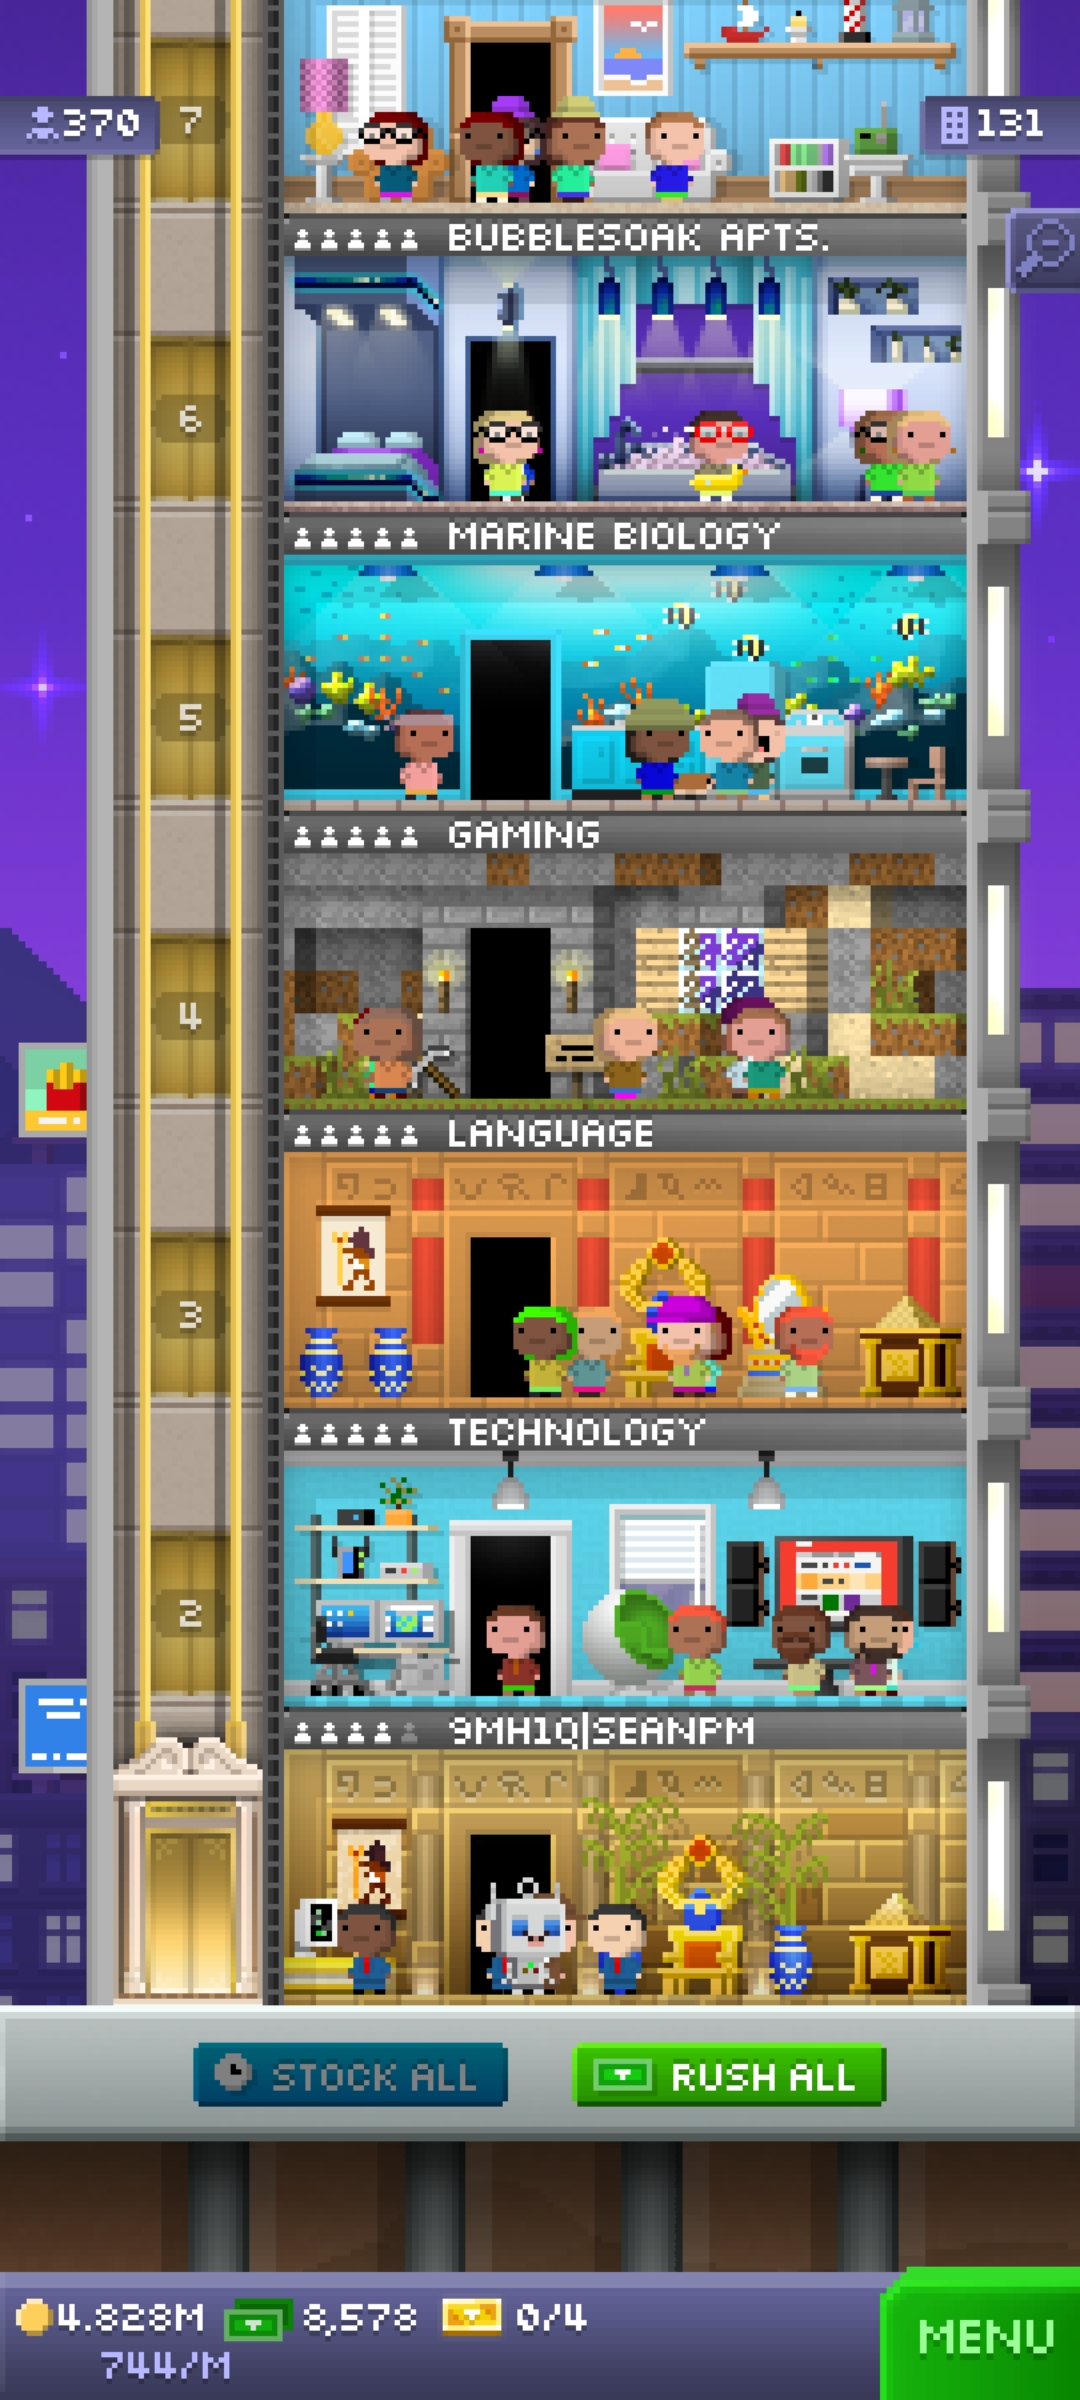 370
7
131
BUBBLESOAK APTS.
6
MARINE BIOLOGY
5
GAMING
4
LANGUAGE
3
TECHNOLOGY
2
9MH1Q|SEANPM
STOCK ALL
RUSH ALL
4.828M
8,578
0/4
744/M
MENU